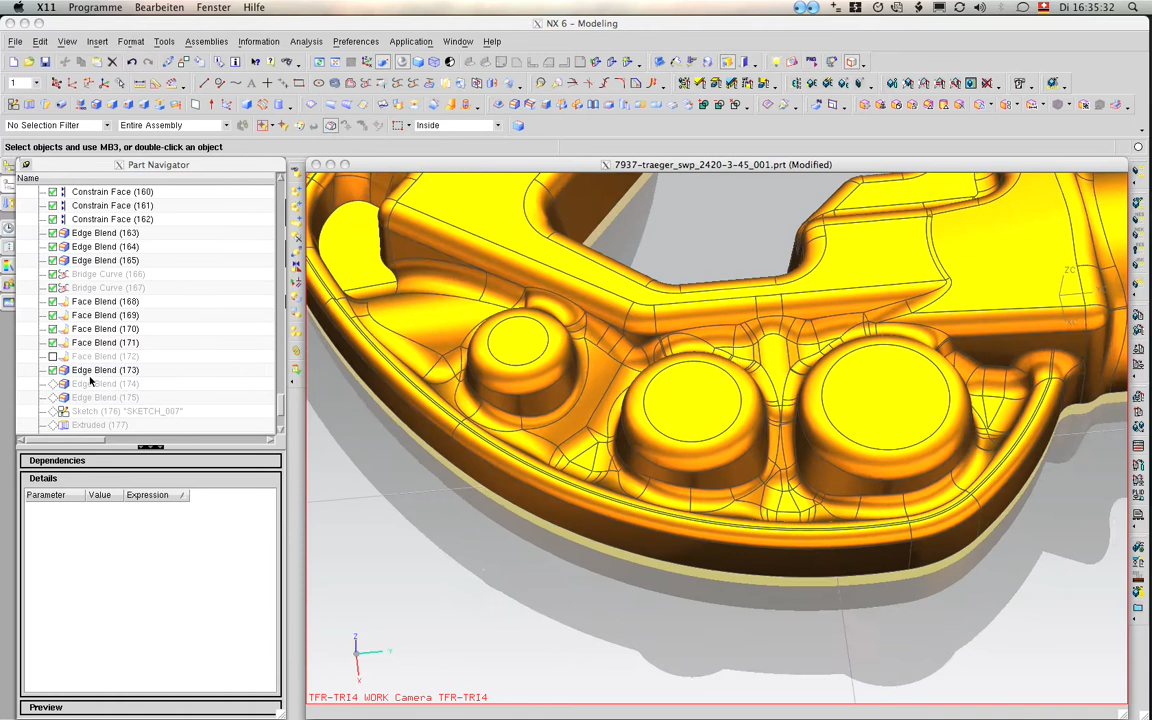 X11 Programme Bearbeiten Fenster Hilfe Di 16:35:32
NX 6 - Modeling
File Edit View Insert Format Tools Assemblies Information Analysis Preferences Application Window Help
1
No Selection Filter Entire Assembly Inside
Select objects and use MB3, or double-click an object
Part Navigator
7937-traeger_swp_2420-3-45_001.prt (Modified)
Name
Constrain Face (160)
Constrain Face (161)
Constrain Face (162)
Edge Blend (163)
Edge Blend (164)
Edge Blend (165)
Bridge Curve (166)
Bridge Curve (167)
Face Blend (168)
Face Blend (169)
Face Blend (170)
Face Blend (171)
Face Blend (172)
Edge Blend (173)
Edge Blend (174)
Edge Blend (175)
Sketch (176) "SKETCH_007"
Extruded (177)
Dependencies
Details
Parameter Value Expression
Preview
ZC
Z
Y
X
TFR-TRI4 WORK Camera TFR-TRI4